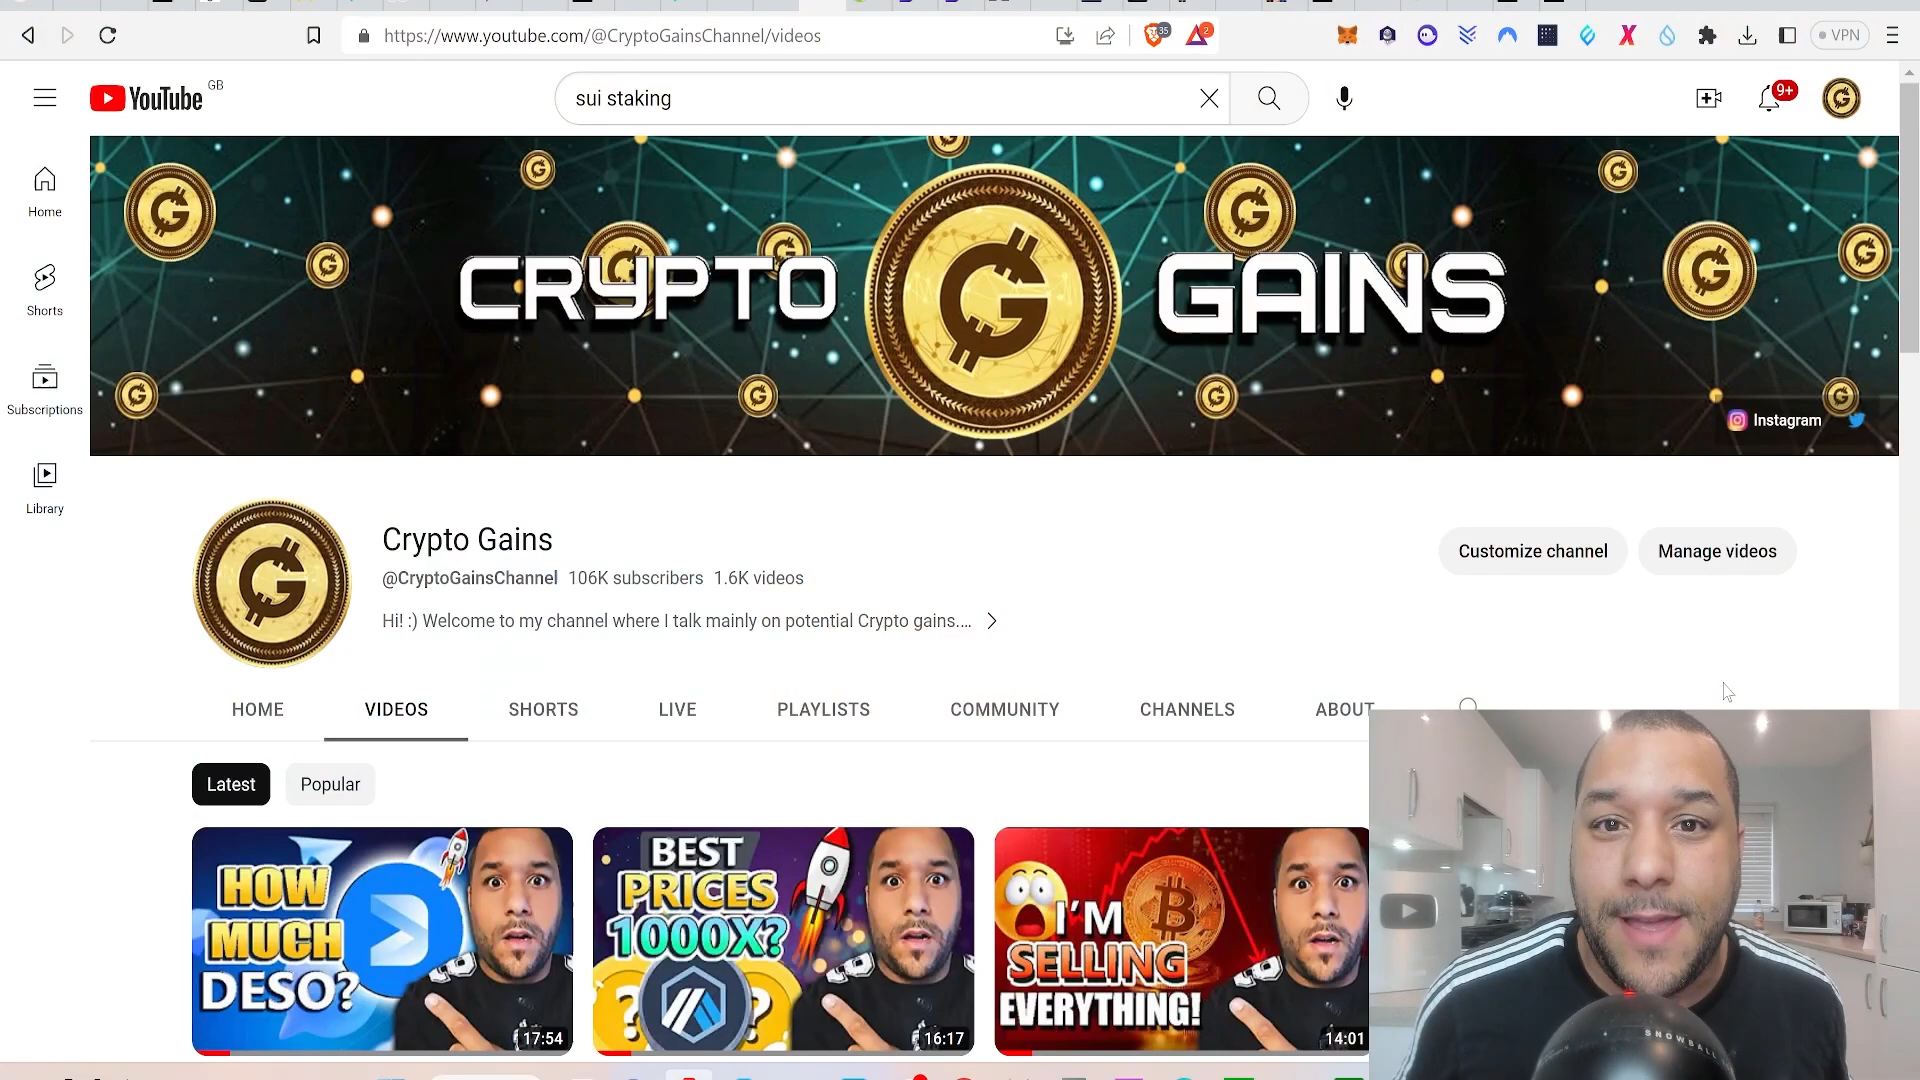 https://www.youtube.com/@CryptoGainsChannel/videos
35
2
VPN
YouTube GB
sui staking
9+
Home
Shorts
Subscriptions
Library
CRYPTO G GAINS
Instagram
Crypto Gains
@CryptoGainsChannel 106K subscribers 1.6K videos
Hi! :) Welcome to my channel where I talk mainly on potential Crypto gains....
Customize channel
Manage videos
HOME VIDEOS SHORTS LIVE PLAYLISTS COMMUNITY CHANNELS ABOUT
Latest Popular
HOW
MUCH
DESO?
17:54
BEST
PRICES
1000X?
16:17
I'M
SELLING
EVERYTHING!
14:01
SNOWBALL